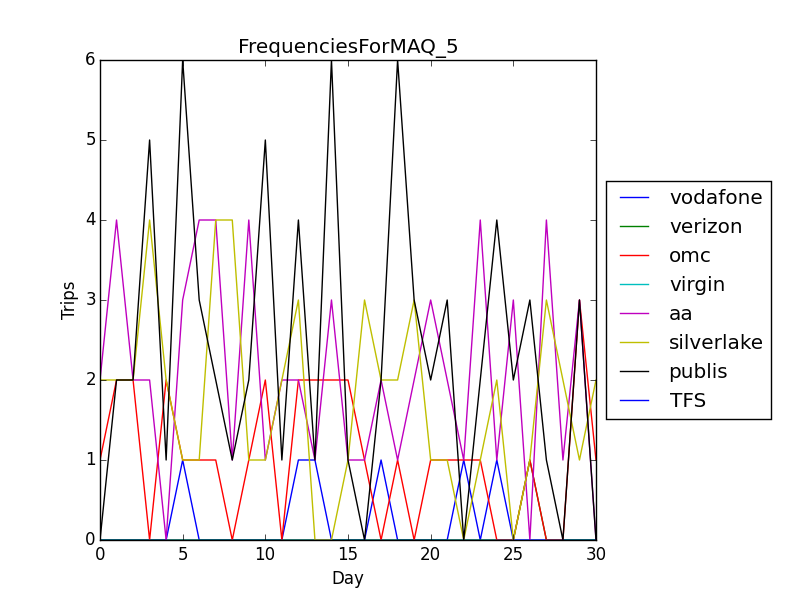 FrequenciesForMAQ_5
6
5
4
3
2
1
0
Trips
0 5 10 15 20 25 30
Day
vodafone
verizon
omc
virgin
aa
silverlake
publis
TFS